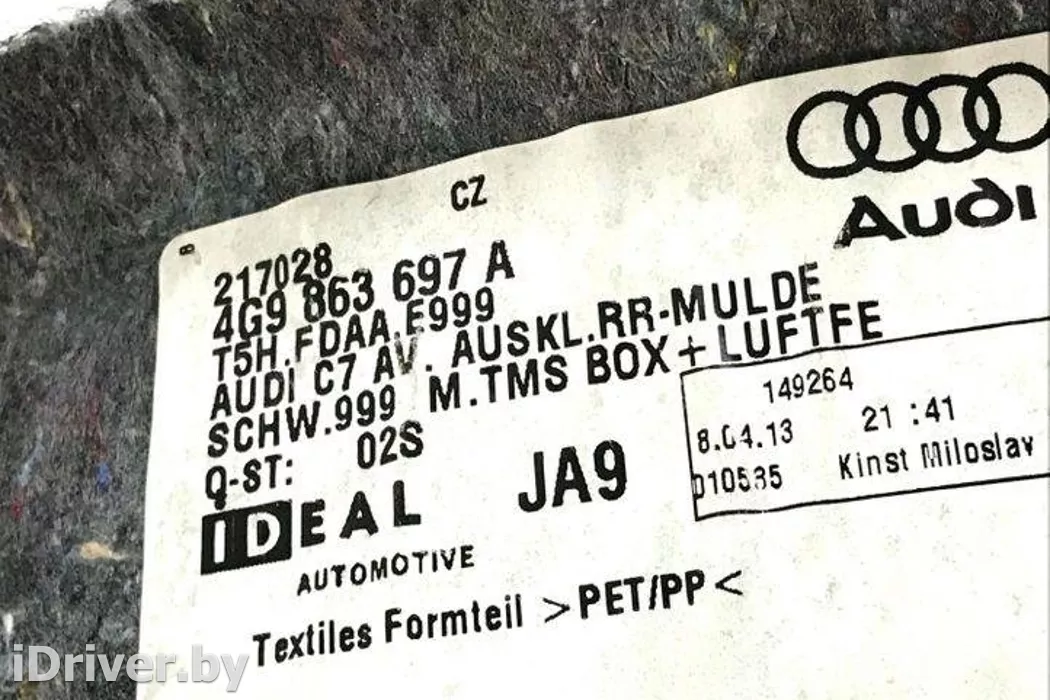 CZ
Audi
217028
4G9 863 697 A
T5H.FDAA.E999
AUDI C7 AV. AUSKL.RR-MULDE
SCHW.999 M.TMS BOX+LUFTFE
Q-ST: 02S
149264
8.04.13 21:41
010535 Kinst Miloslav
JA9
IDEAL
AUTOMOTIVE
Textiles Formteil >PET/PP<
iDriver.by